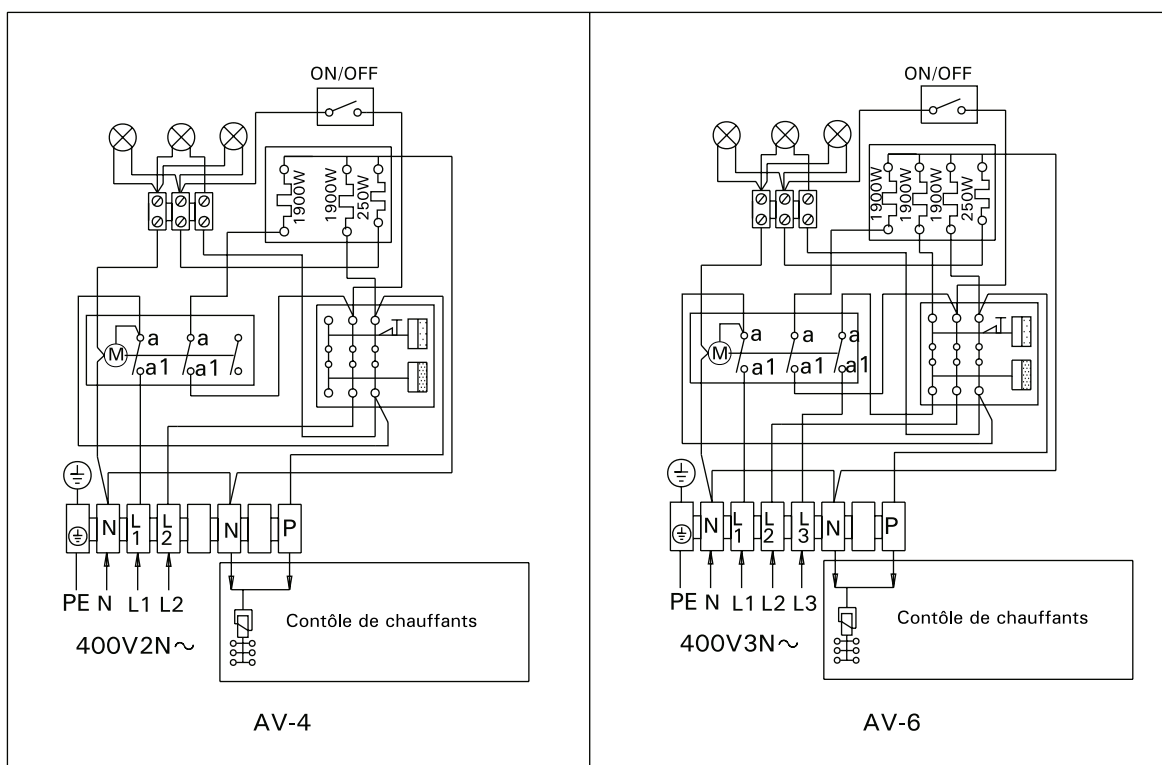 ON/OFF
1900W
1900W
250W
M
a
a
a1
a1
N
L1
L2
N
P
PE N L1 L2
Contôle de chauffants
400V2N~
AV-4
ON/OFF
1900W
1900W
1900W
250W
M
a
a
a
a1
a1
a1
N
L1
L2
L3
N
P
PE N L1 L2 L3
Contôle de chauffants
400V3N~
AV-6